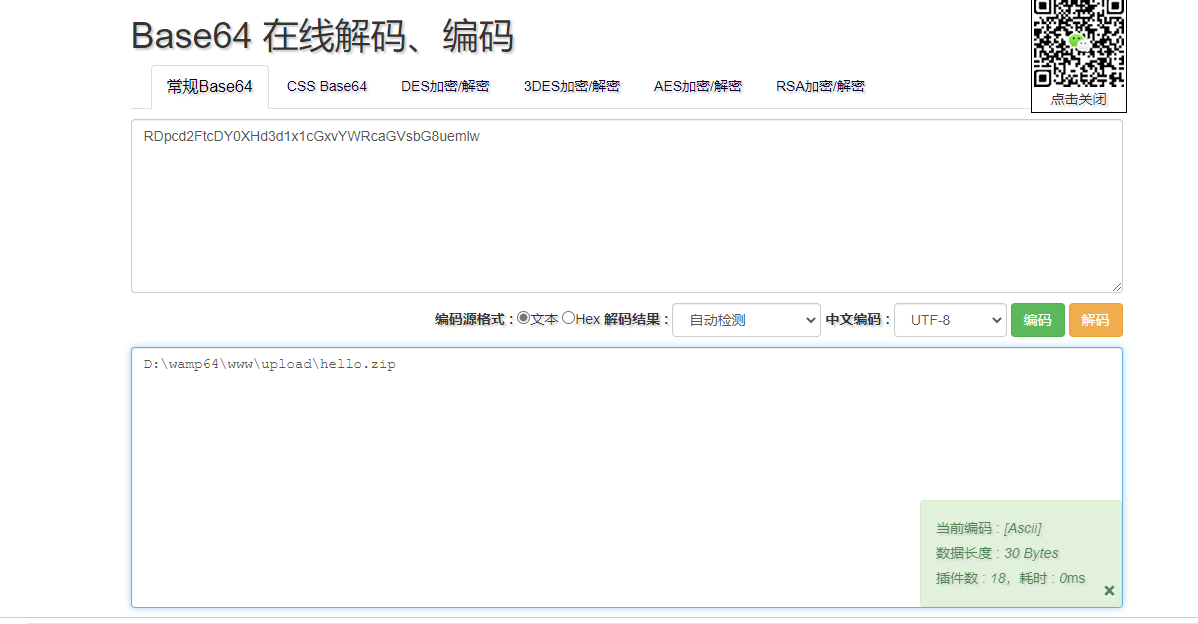 Base64 在线解码、编码
点击关闭
常规Base64 CSS Base64 DES加密/解密 3DES加密/解密 AES加密/解密 RSA加密/解密
RDpcd2FtcDY0XHd3d1x1cGxvYWRcaGVsbG8uemlw
编码源格式 : 文本 Hex 解码结果 : 自动检测 中文编码 : UTF-8 编码 解码
D:\wamp64\www\upload\hello.zip
当前编码 : [Ascii]
数据长度 : 30 Bytes
插件数 : 18，耗时 : 0ms